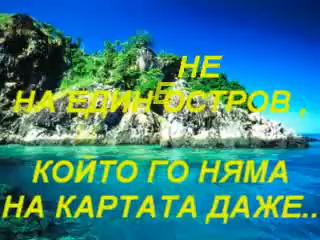 НЕ
Е
НА ЕДИН ОСТРОВ ,
КОЙТО ГО НЯМА
НА КАРТАТА ДАЖЕ..